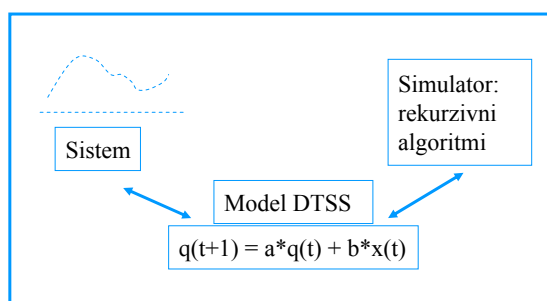 Sistem
Simulator:
rekurzivni
algoritmi
Model DTSS
q(t+1) = a*q(t) + b*x(t)